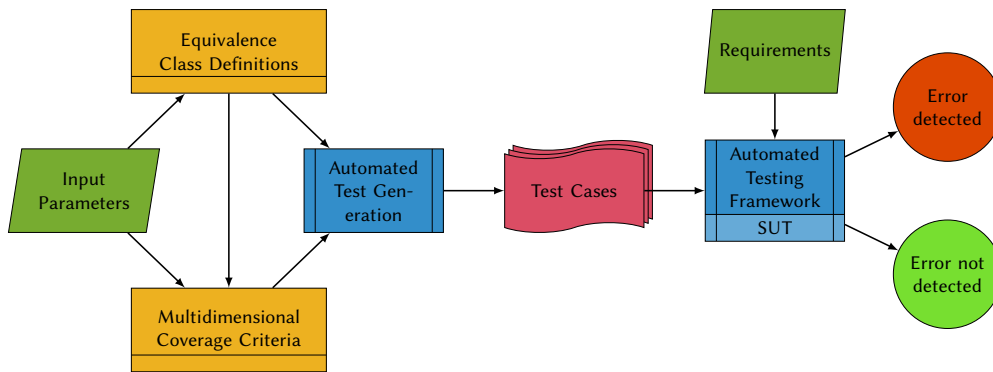 Equivalence
Class Definitions
Input
Parameters
Multidimensional
Coverage Criteria
Automated
Test Gen-
eration
Test Cases
Requirements
Automated
Testing
Framework
SUT
Error
detected
Error not
detected